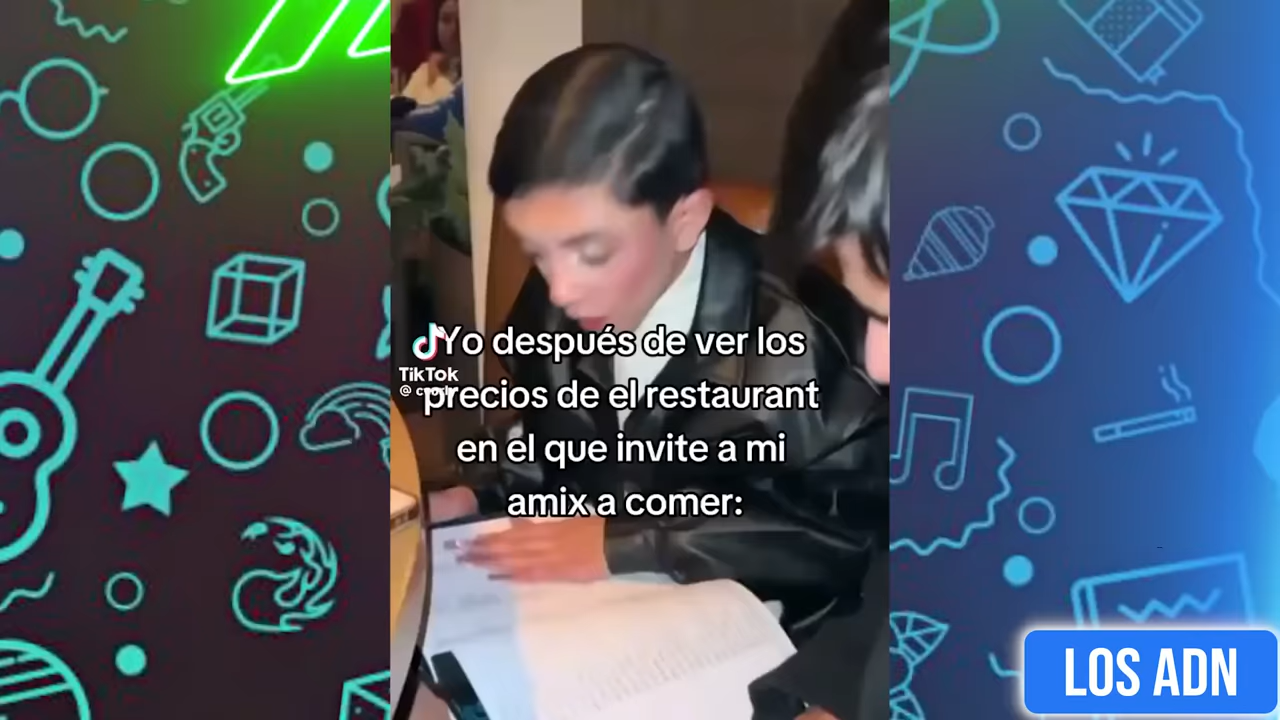 Yo después de ver los
precios de el restaurant
en el que invite a mi
amix a comer:
TikTok
LOS ADN